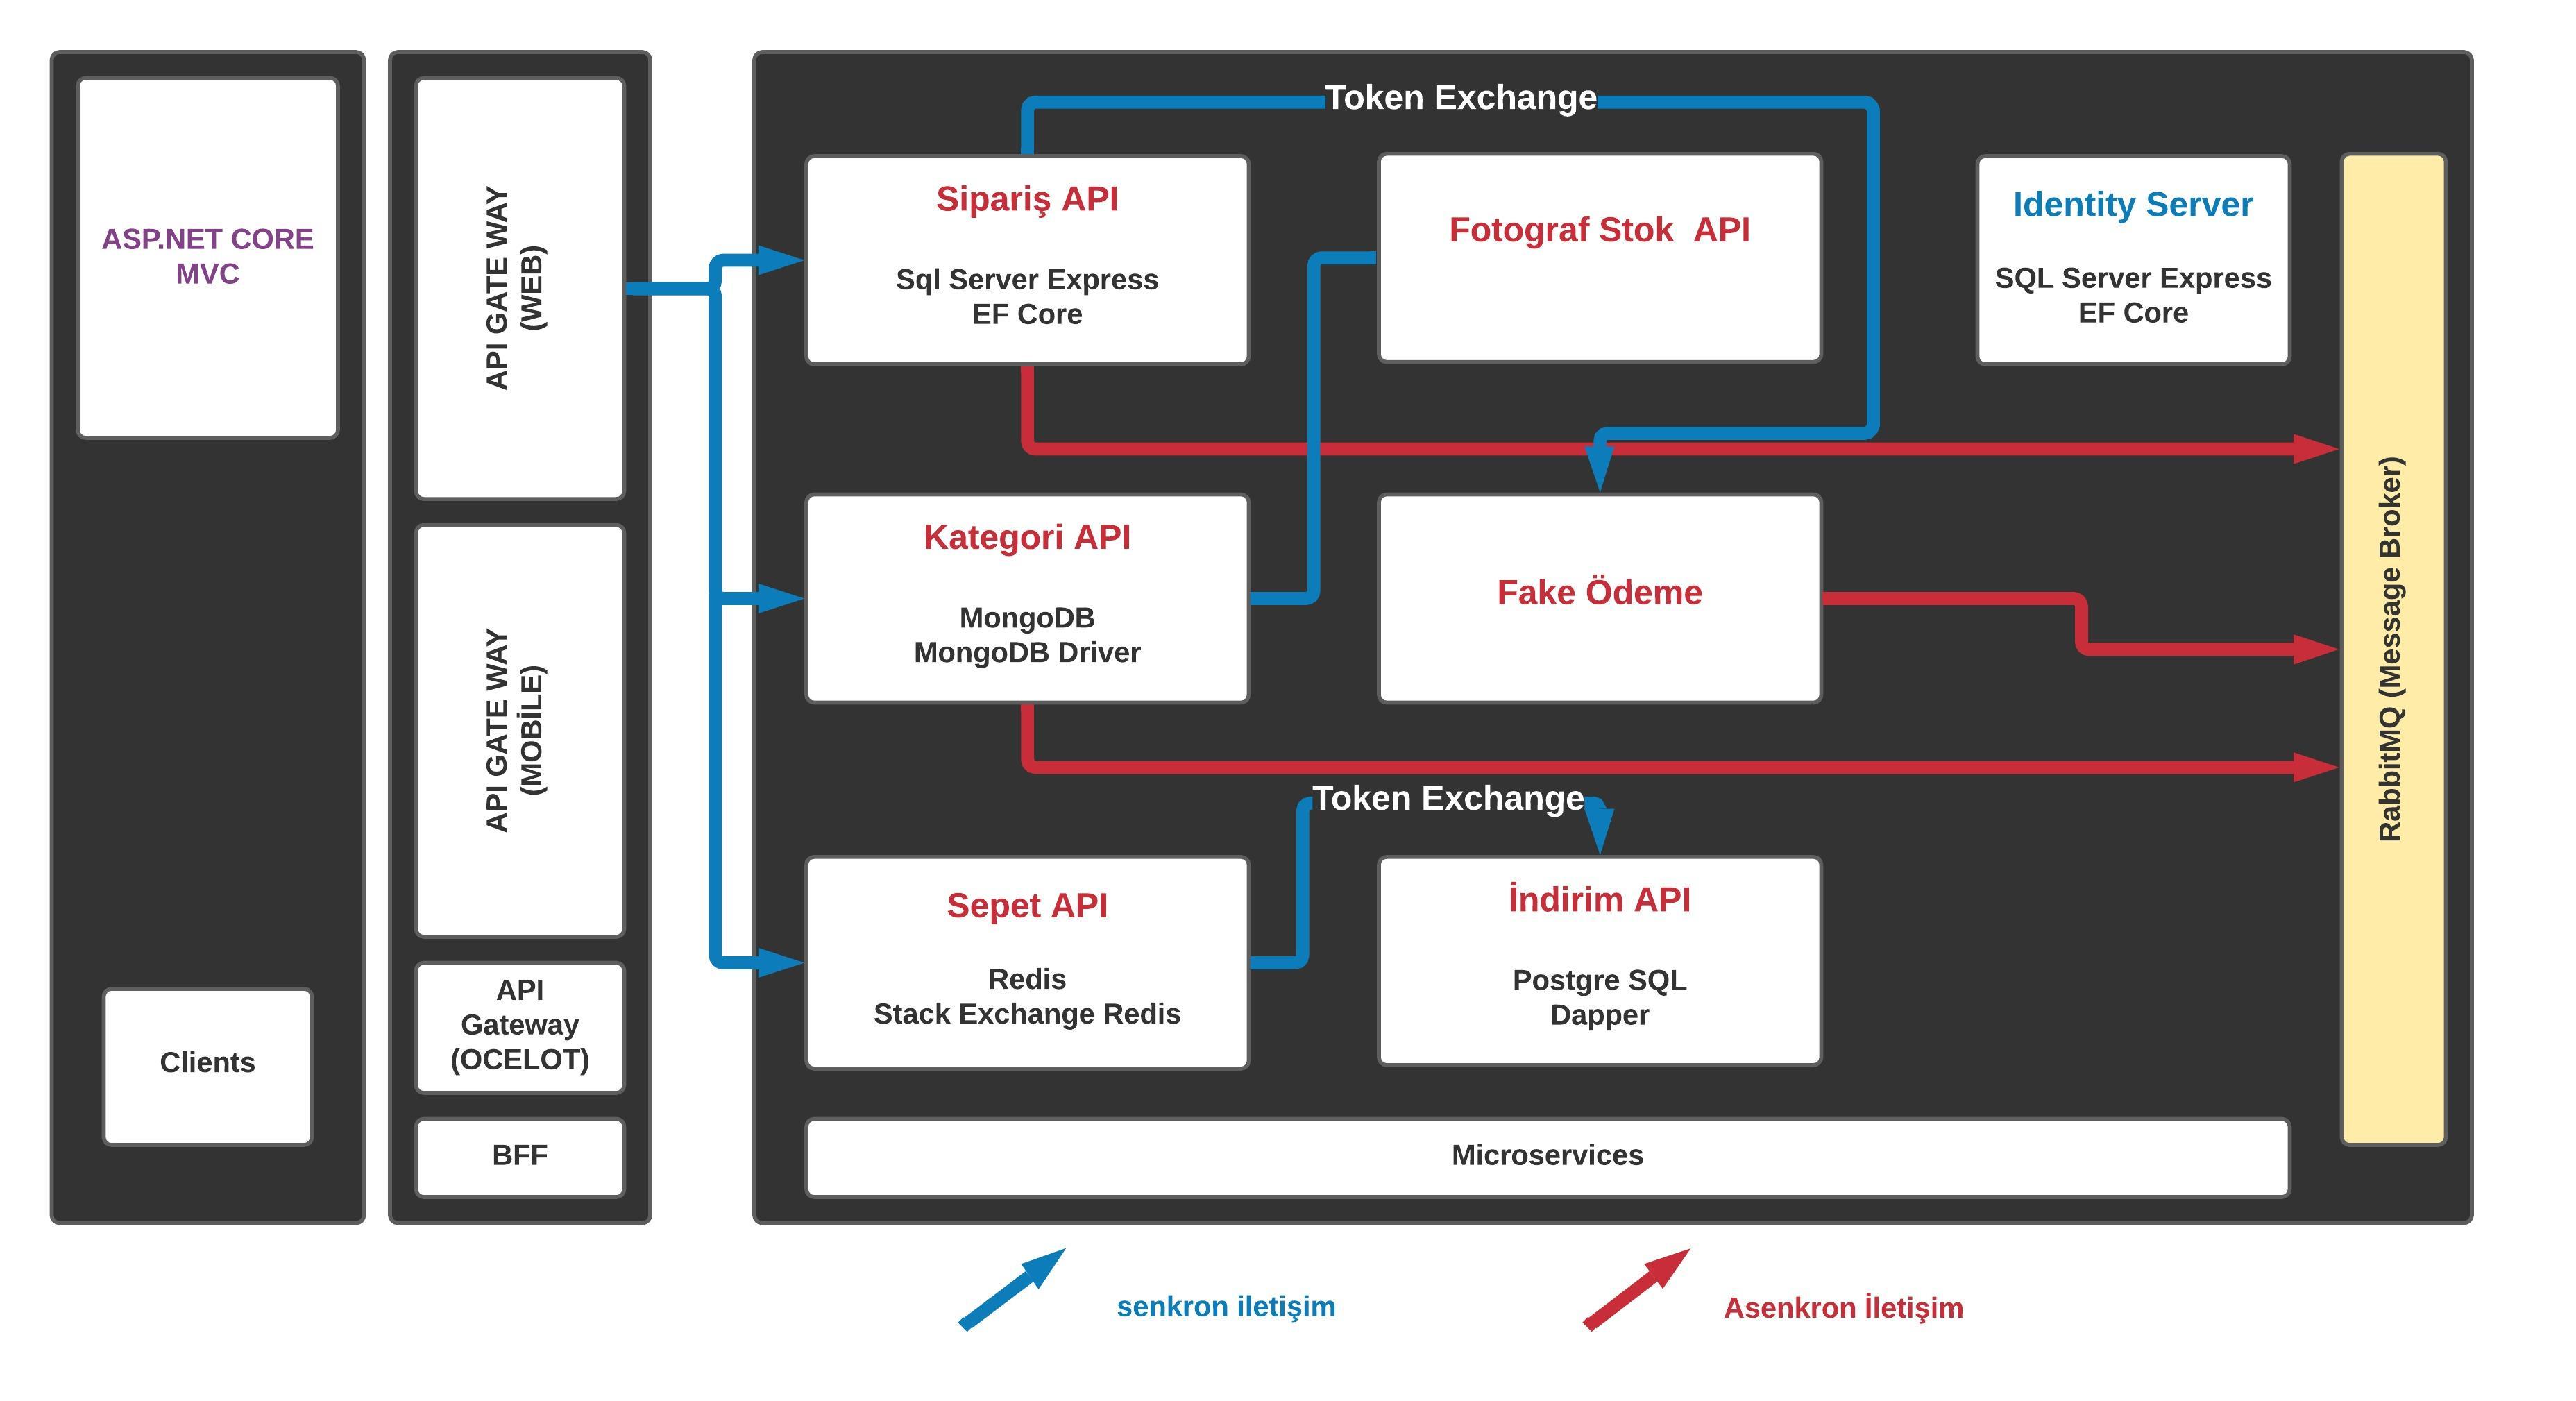 ASP.NET CORE
MVC
Clients
API GATE WAY
(WEB)
API GATE WAY
(MOBİLE)
API
Gateway
(OCELOT)
BFF
Token Exchange
Sipariş API
Sql Server Express
EF Core
Fotograf Stok  API
Identity Server
SQL Server Express
EF Core
Kategori API
MongoDB
MongoDB Driver
Fake Ödeme
Token Exchange
Sepet API
Redis
Stack Exchange Redis
İndirim API
Postgre SQL
Dapper
RabbitMQ (Message Broker)
Microservices
senkron iletişim
Asenkron İletişim